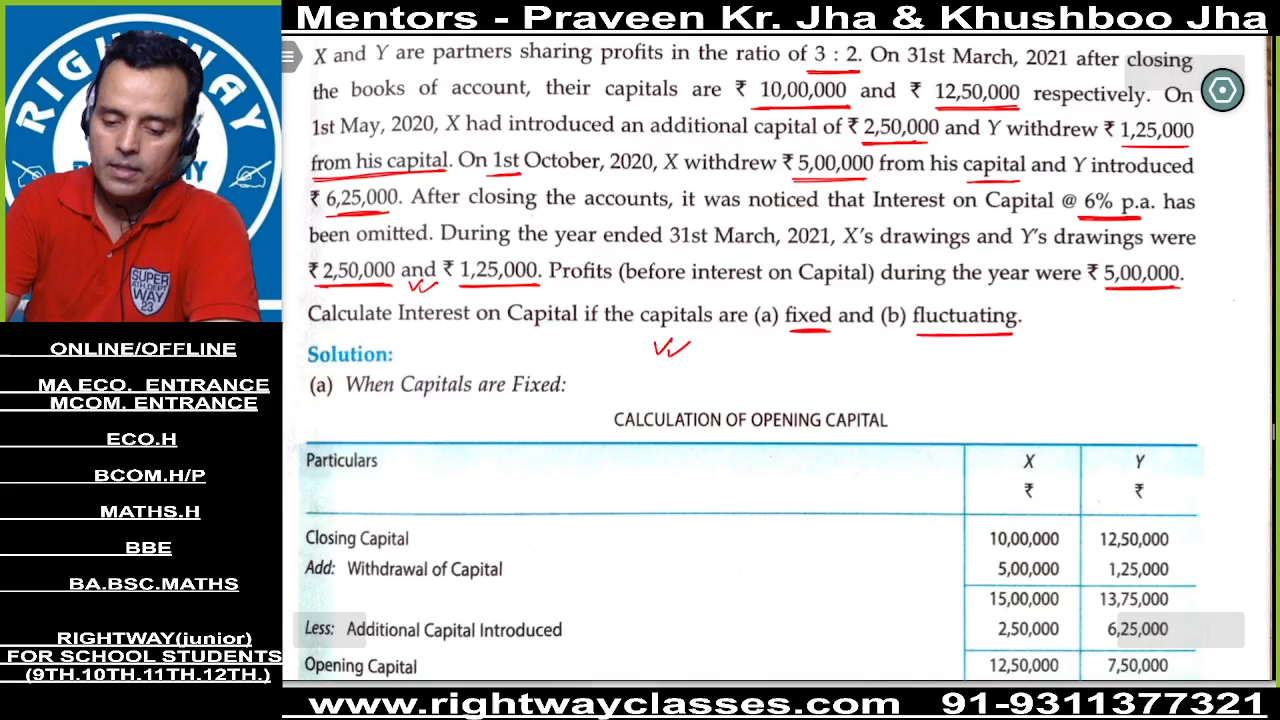 Mentors - Praveen Kr. Jha & Khushboo Jha
RIGHTWAY
SUPER
WAY
23
ONLINE/OFFLINE
MA ECO. ENTRANCE
MCOM. ENTRANCE
ECO.H
BCOM.H/P
MATHS.H
BBE
BA.BSC.MATHS
RIGHTWAY(junior)
FOR SCHOOL STUDENTS
(9TH.10TH.11TH.12TH.)
X and Y are partners sharing profits in the ratio of 3 : 2. On 31st March, 2021 after closing
the books of account, their capitals are ₹ 10,00,000 and ₹ 12,50,000 respectively. On
1st May, 2020, X had introduced an additional capital of ₹ 2,50,000 and Y withdrew ₹ 1,25,000
from his capital. On 1st October, 2020, X withdrew ₹ 5,00,000 from his capital and Y introduced
₹ 6,25,000. After closing the accounts, it was noticed that Interest on Capital @ 6% p.a. has
been omitted. During the year ended 31st March, 2021, X's drawings and Y's drawings were
₹ 2,50,000 and ₹ 1,25,000. Profits (before interest on Capital) during the year were ₹ 5,00,000.
Calculate Interest on Capital if the capitals are (a) fixed and (b) fluctuating.
Solution:
(a) When Capitals are Fixed:
CALCULATION OF OPENING CAPITAL
Particulars X Y
₹ ₹
Closing Capital 10,00,000 12,50,000
Add: Withdrawal of Capital 5,00,000 1,25,000
15,00,000 13,75,000
Less: Additional Capital Introduced 2,50,000 6,25,000
Opening Capital 12,50,000 7,50,000
www.rightwayclasses.com 91-9311377321